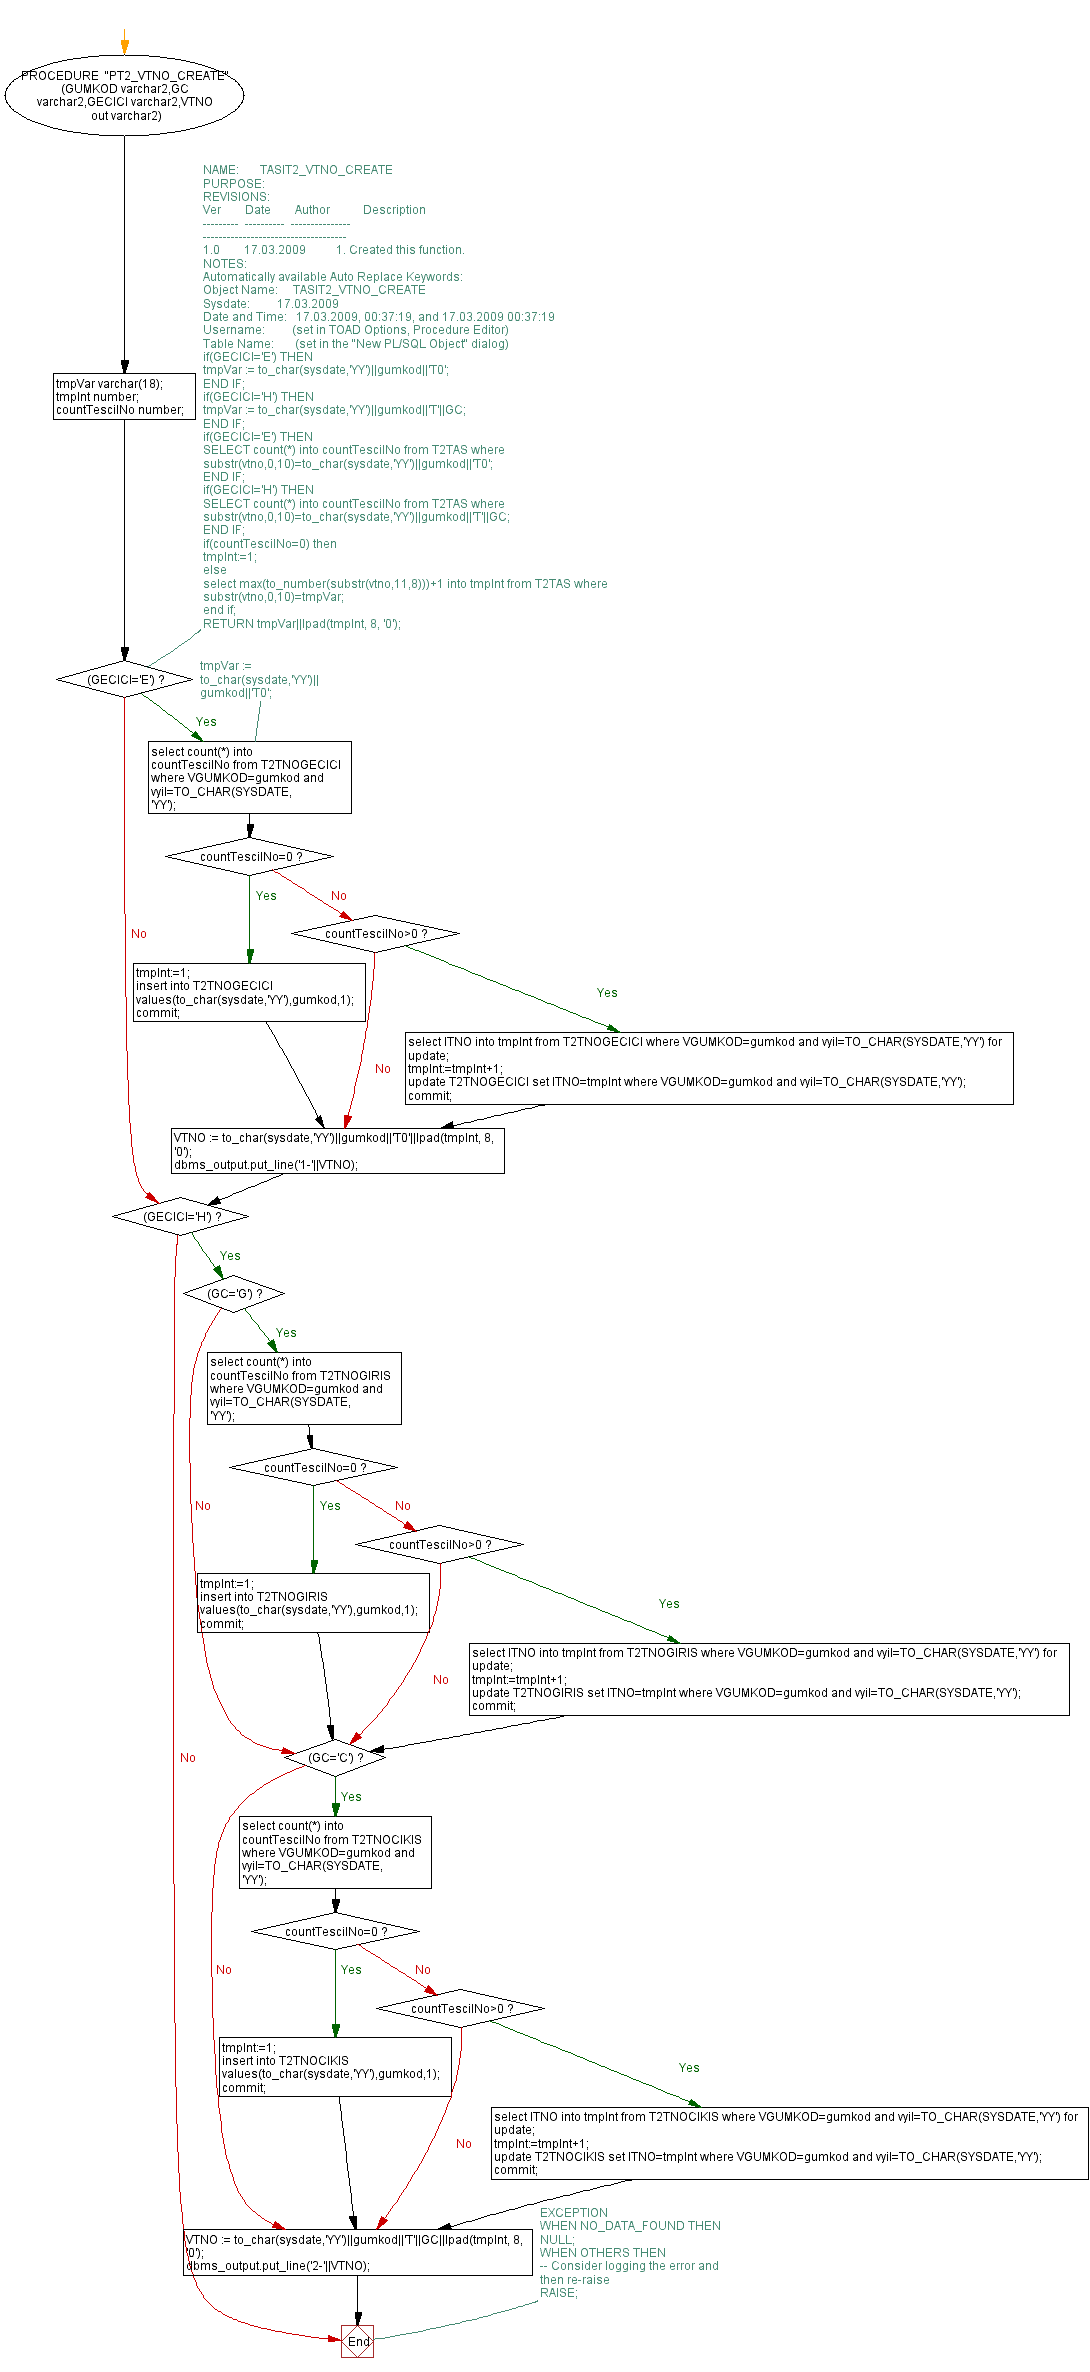 PROCEDURE "PT2_VTNO_CREATE"
(GUMKOD varchar2,GC
varchar2,GECICI varchar2,VTNO
out varchar2)
NAME: TASIT2_VTNO_CREATE
PURPOSE:
REVISIONS:
Ver Date Author Description
--------- ---------- ---------------
------------------------------------
1.0 17.03.2009 1. Created this function.
NOTES:
Automatically available Auto Replace Keywords:
Object Name: TASIT2_VTNO_CREATE
Sysdate: 17.03.2009
Date and Time: 17.03.2009, 00:37:19, and 17.03.2009 00:37:19
Username: (set in TOAD Options, Procedure Editor)
Table Name: (set in the "New PL/SQL Object" dialog)
if(GECICI='E') THEN
tmpVar := to_char(sysdate,'YY')||gumkod||'T0';
END IF;
if(GECICI='H') THEN
tmpVar := to_char(sysdate,'YY')||gumkod||'T'||GC;
END IF;
if(GECICI='E') THEN
SELECT count(*) into countTescilNo from T2TAS where
substr(vtno,0,10)=to_char(sysdate,'YY')||gumkod||'T0';
END IF;
if(GECICI='H') THEN
SELECT count(*) into countTescilNo from T2TAS where
substr(vtno,0,10)=to_char(sysdate,'YY')||gumkod||'T'||GC;
END IF;
if(countTescilNo=0) then
tmpInt:=1;
else
select max(to_number(substr(vtno,11,8)))+1 into tmpInt from T2TAS where
substr(vtno,0,10)=tmpVar;
end if;
RETURN tmpVar||lpad(tmpInt, 8, '0');
tmpVar varchar(18);
tmpInt number;
countTescilNo number;
(GECICI='E') ?
tmpVar :=
to_char(sysdate,'YY')||
gumkod||'T0';
Yes
select count(*) into
countTescilNo from T2TNOGECICI
where VGUMKOD=gumkod and
vyil=TO_CHAR(SYSDATE,
'YY');
countTescilNo=0 ?
Yes
No
countTescilNo>0 ?
No
tmpInt:=1;
insert into T2TNOGECICI
values(to_char(sysdate,'YY'),gumkod,1);
commit;
Yes
select ITNO into tmpInt from T2TNOGECICI where VGUMKOD=gumkod and vyil=TO_CHAR(SYSDATE,'YY') for
update;
tmpInt:=tmpInt+1;
update T2TNOGECICI set ITNO=tmpInt where VGUMKOD=gumkod and vyil=TO_CHAR(SYSDATE,'YY');
commit;
No
VTNO := to_char(sysdate,'YY')||gumkod||'T0'||lpad(tmpInt, 8,
'0');
dbms_output.put_line('1-'||VTNO);
(GECICI='H') ?
Yes
(GC='G') ?
Yes
select count(*) into
countTescilNo from T2TNOGIRIS
where VGUMKOD=gumkod and
vyil=TO_CHAR(SYSDATE,
'YY');
countTescilNo=0 ?
No
Yes
No
countTescilNo>0 ?
tmpInt:=1;
insert into T2TNOGIRIS
values(to_char(sysdate,'YY'),gumkod,1);
commit;
Yes
select ITNO into tmpInt from T2TNOGIRIS where VGUMKOD=gumkod and vyil=TO_CHAR(SYSDATE,'YY') for
update;
tmpInt:=tmpInt+1;
update T2TNOGIRIS set ITNO=tmpInt where VGUMKOD=gumkod and vyil=TO_CHAR(SYSDATE,'YY');
commit;
No
No
(GC='C') ?
Yes
select count(*) into
countTescilNo from T2TNOCIKIS
where VGUMKOD=gumkod and
vyil=TO_CHAR(SYSDATE,
'YY');
countTescilNo=0 ?
No
Yes
No
countTescilNo>0 ?
tmpInt:=1;
insert into T2TNOCIKIS
values(to_char(sysdate,'YY'),gumkod,1);
commit;
Yes
select ITNO into tmpInt from T2TNOCIKIS where VGUMKOD=gumkod and vyil=TO_CHAR(SYSDATE,'YY') for
update;
tmpInt:=tmpInt+1;
update T2TNOCIKIS set ITNO=tmpInt where VGUMKOD=gumkod and vyil=TO_CHAR(SYSDATE,'YY');
commit;
No
VTNO := to_char(sysdate,'YY')||gumkod||'T'||GC||lpad(tmpInt, 8,
'0');
dbms_output.put_line('2-'||VTNO);
EXCEPTION
WHEN NO_DATA_FOUND THEN
NULL;
WHEN OTHERS THEN
-- Consider logging the error and
then re-raise
RAISE;
End